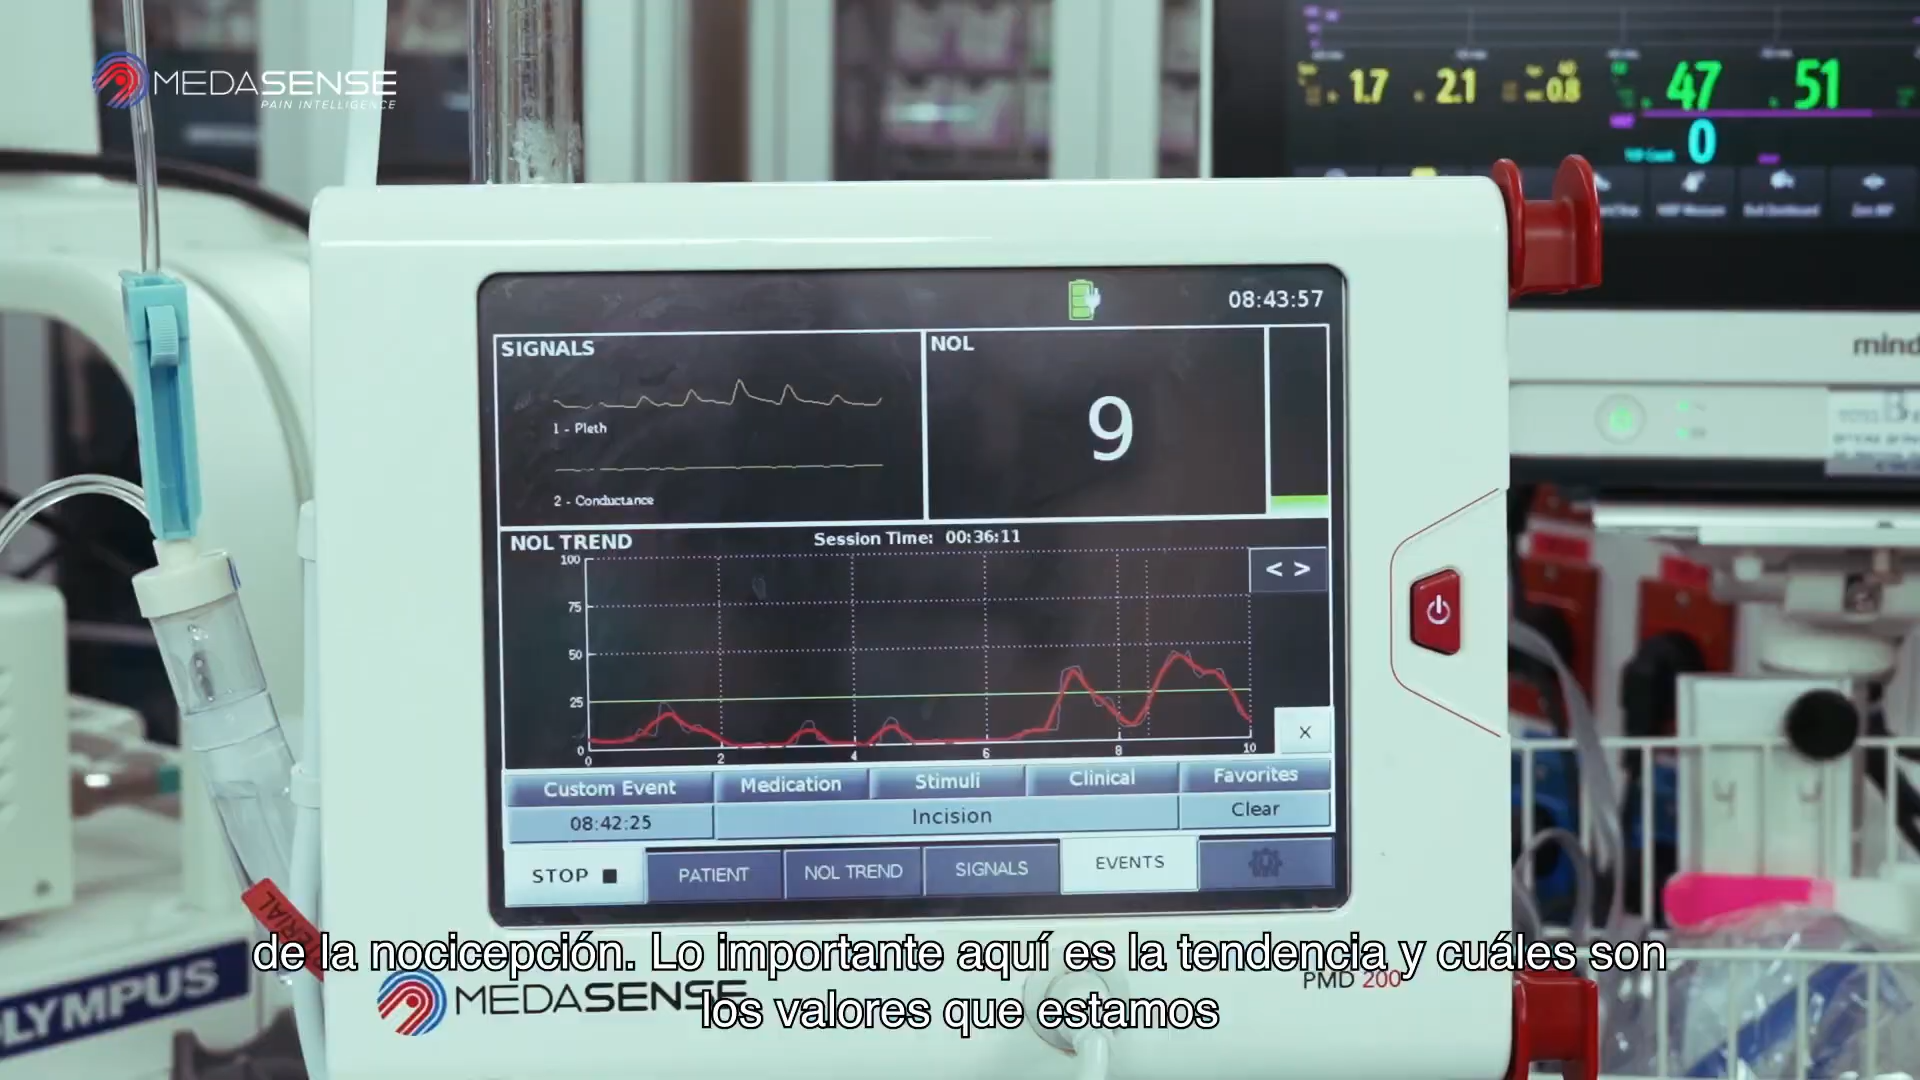 MEDASENSE
PAIN INTELLIGENCE
1.7 2.1 -0.8
47 51
0
08:43:57
SIGNALS
1 - Pleth
2 - Conductance
NOL
9
NOL TREND
Session Time: 00:36:11
< >
100
75
50
25
0
0 2 4 6 8 10
X
Custom Event Medication Stimuli Clinical Favorites
08:42:25 Incision Clear
STOP PATIENT NOL TREND SIGNALS EVENTS
mind
OLYMPUS
de la nocicepción. Lo importante aquí es la tendencia y cuáles son
los valores que estamos
MEDASENSE
PMD 200